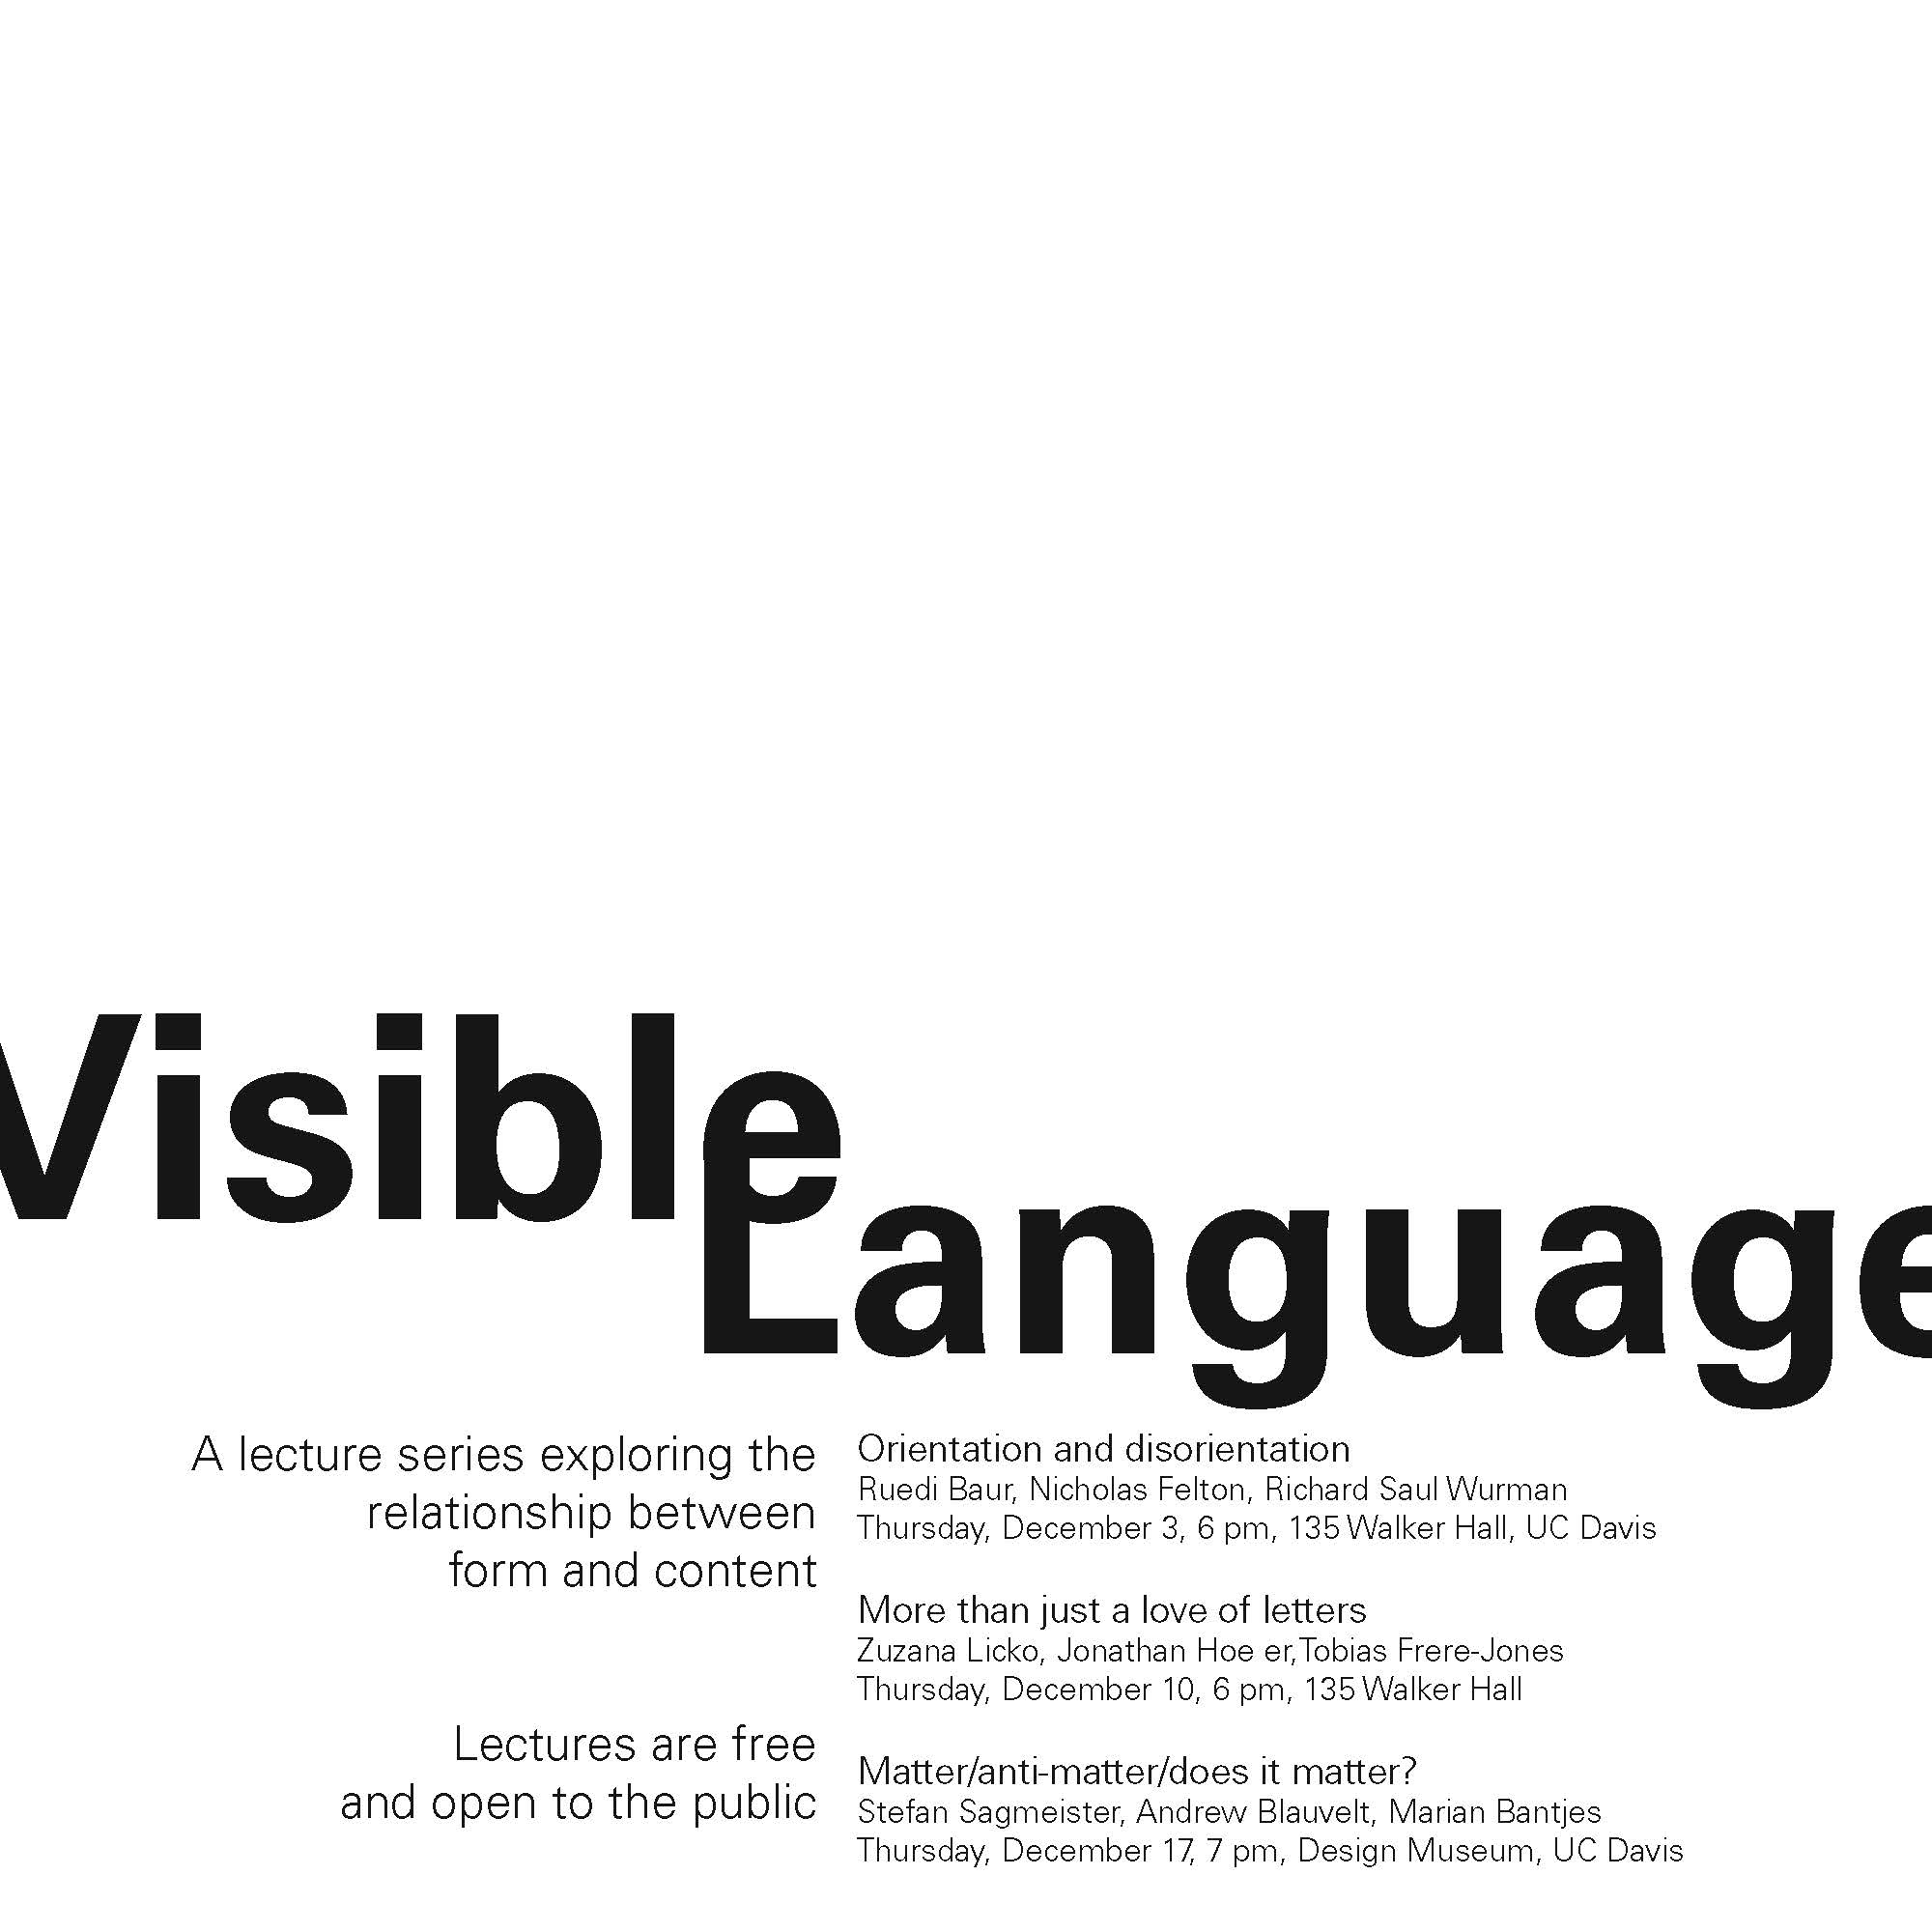 Visible
Language
A lecture series exploring the
relationship between
form and content
Lectures are free
and open to the public
Orientation and disorientation
Ruedi Baur, Nicholas Felton, Richard Saul Wurman
Thursday, December 3, 6 pm, 135 Walker Hall, UC Davis
More than just a love of letters
Zuzana Licko, Jonathan Hoe er, Tobias Frere-Jones
Thursday, December 10, 6 pm, 135 Walker Hall
Matter/anti-matter/does it matter?
Stefan Sagmeister, Andrew Blauvelt, Marian Bantjes
Thursday, December 17, 7 pm, Design Museum, UC Davis